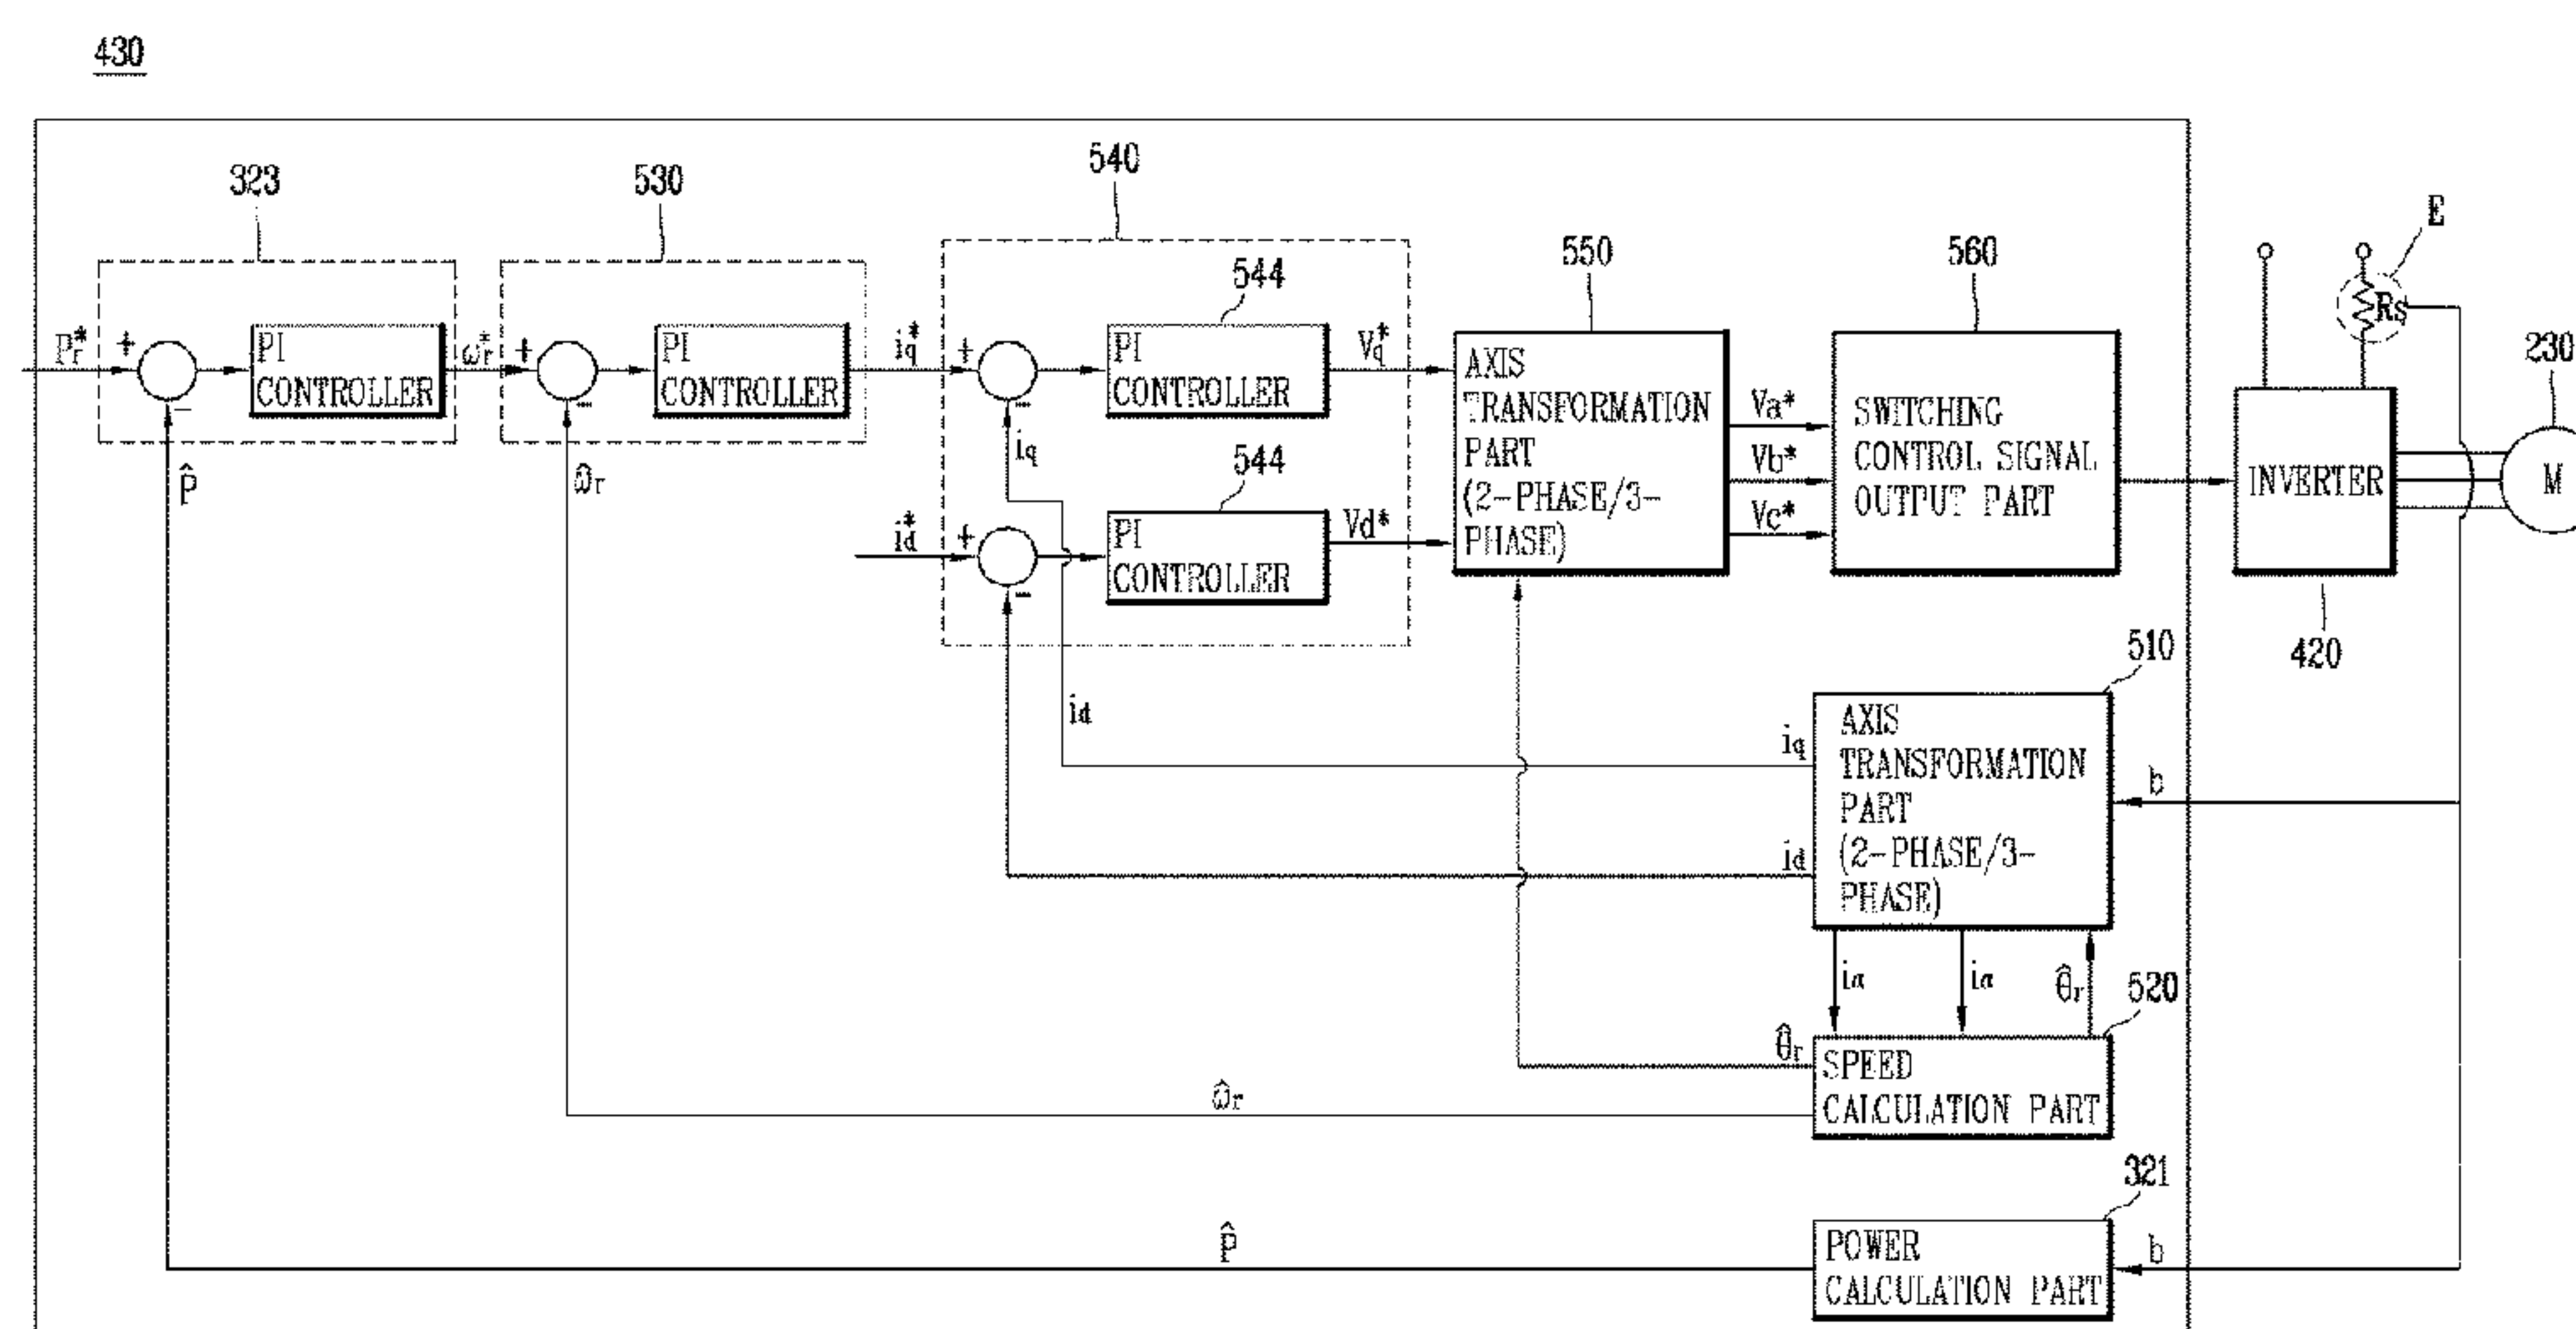 430
323
530
540
544
550
560
E
Rs
230
M
Pr*
+
-
PI
CONTROLLER
ωr*
+
-
PI
CONTROLLER
iq*
+
-
PI
CONTROLLER
Vq*
AXIS
TRANSFORMATION
PART
(2-PHASE/3-
PHASE)
Va*
Vb*
Vc*
SWITCHING
CONTROL SIGNAL
OUTPUT PART
INVERTER
420
P̂
ω̂r
iq
544
id*
+
-
PI
CONTROLLER
Vd*
510
id
iq
id
AXIS
TRANSFORMATION
PART
(2-PHASE/3-
PHASE)
b
iα
iα
θ̂r
520
θ̂r
ω̂r
SPEED
CALCULATION PART
321
P̂
POWER
CALCULATION PART
b